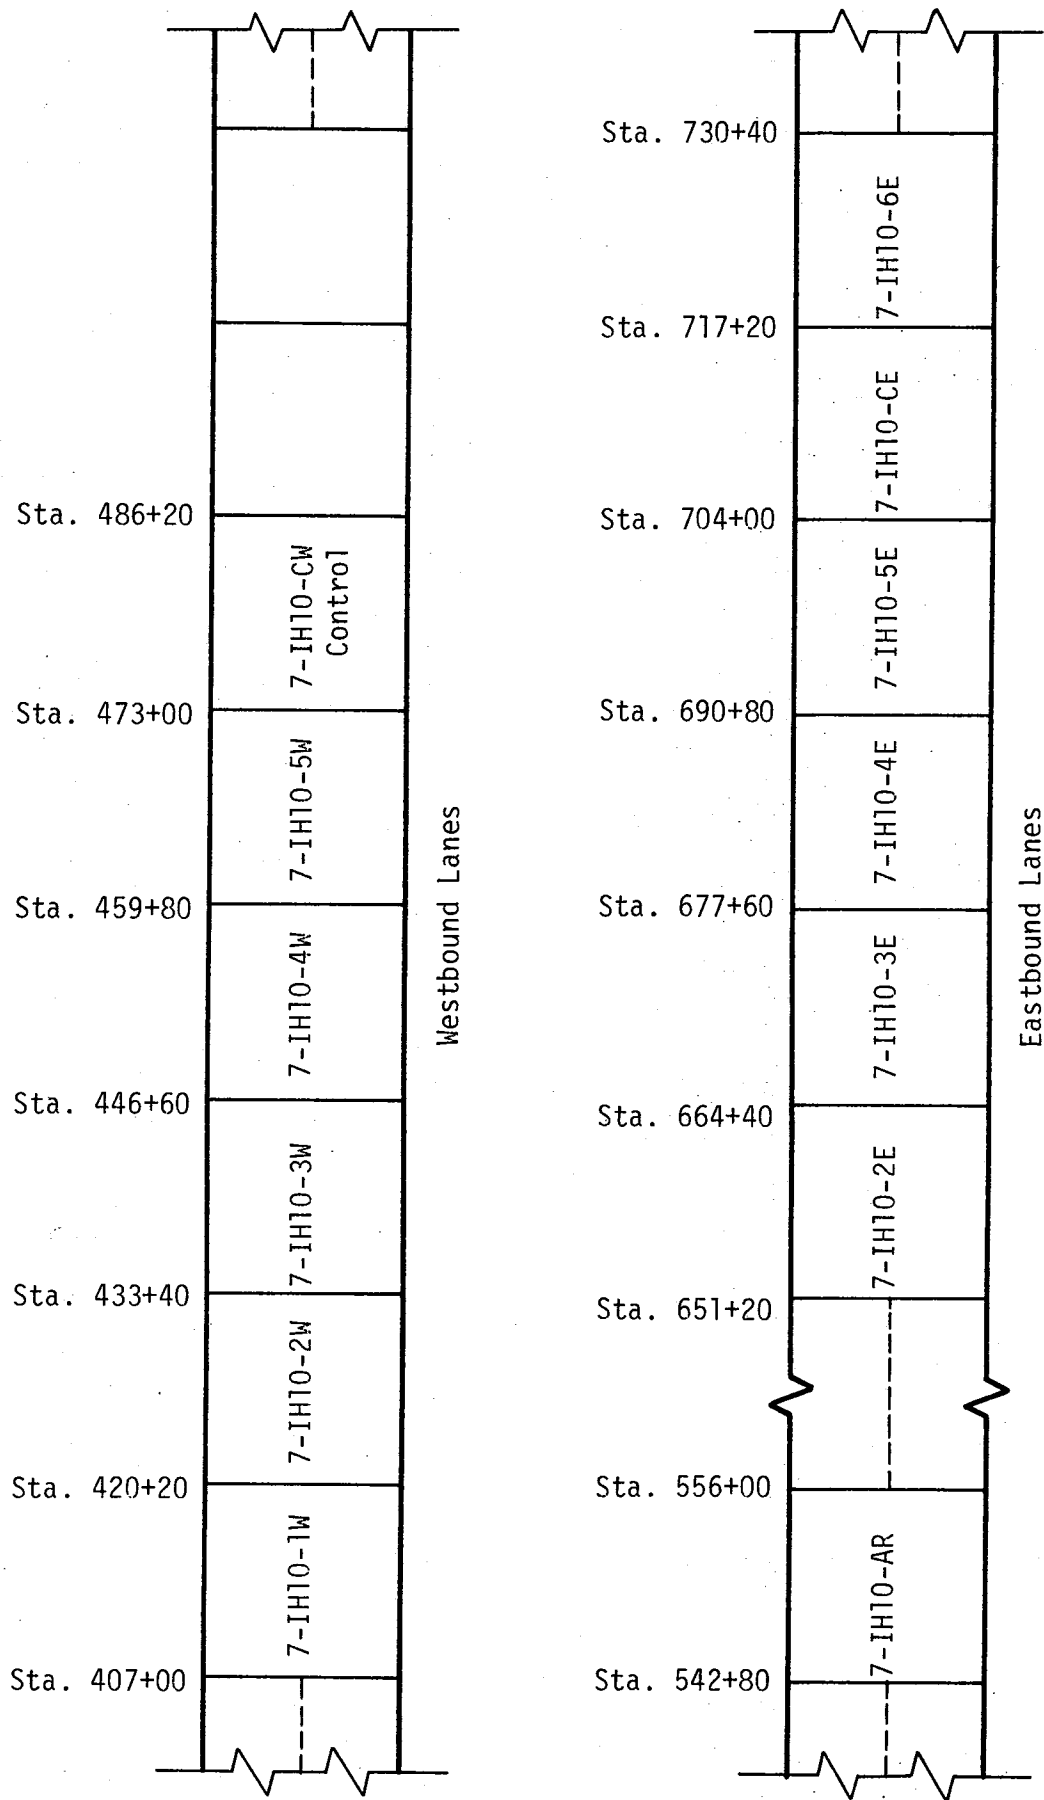 Sta. 486+20
7-IH10-CW
Control
Sta. 473+00
7-IH10-5W
Sta. 459+80
7-IH10-4W
Sta. 446+60
7-IH10-3W
Sta. 433+40
7-IH10-2W
Sta. 420+20
7-IH10-1W
Sta. 407+00
Westbound Lanes
Sta. 730+40
7-IH10-6E
Sta. 717+20
7-IH10-CE
Sta. 704+00
7-IH10-5E
Sta. 690+80
7-IH10-4E
Sta. 677+60
7-IH10-3E
Sta. 664+40
7-IH10-2E
Sta. 651+20
Sta. 556+00
7-IH10-AR
Sta. 542+80
Eastbound Lanes